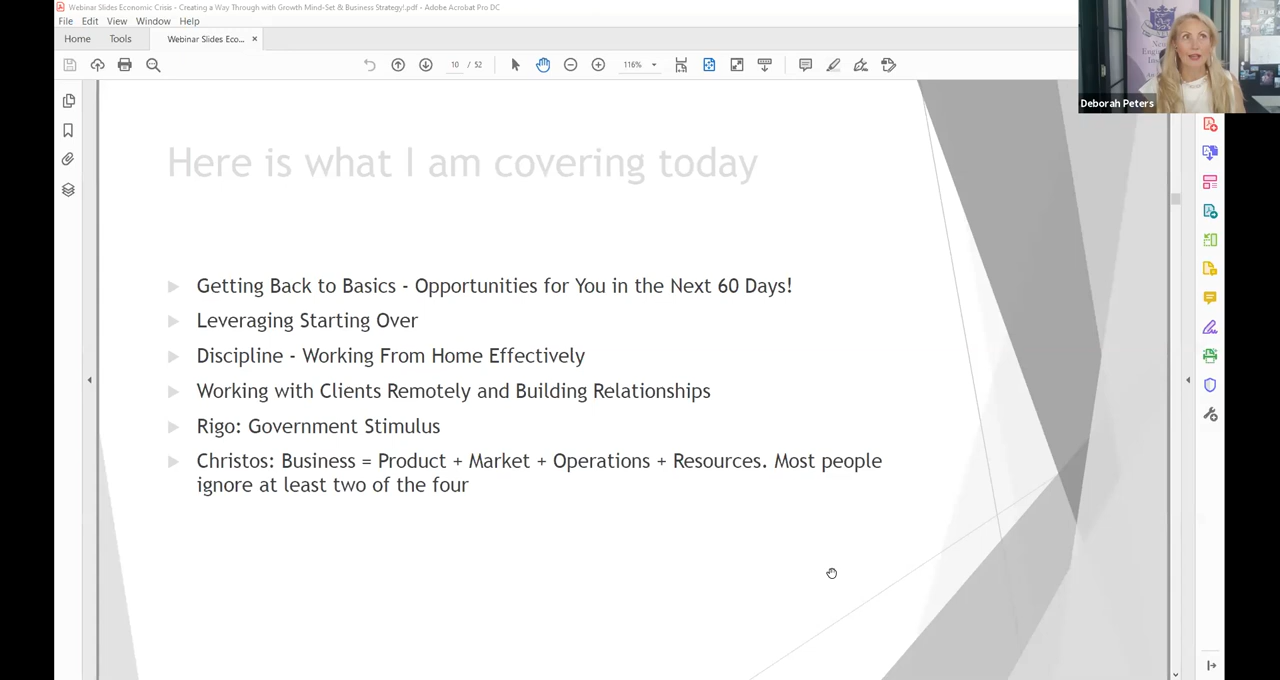 Webinar Slides Economic Crisis - Creating a Way Through with Growth Mind-Set & Business Strategy!.pdf - Adobe Acrobat Pro DC
File Edit View Window Help
Home Tools Webinar Slides Eco... ×
10 / 52 116%
Deborah Peters
Here is what I am covering today
Getting Back to Basics - Opportunities for You in the Next 60 Days!
Leveraging Starting Over
Discipline - Working From Home Effectively
Working with Clients Remotely and Building Relationships
Rigo: Government Stimulus
Christos: Business = Product + Market + Operations + Resources. Most people
ignore at least two of the four